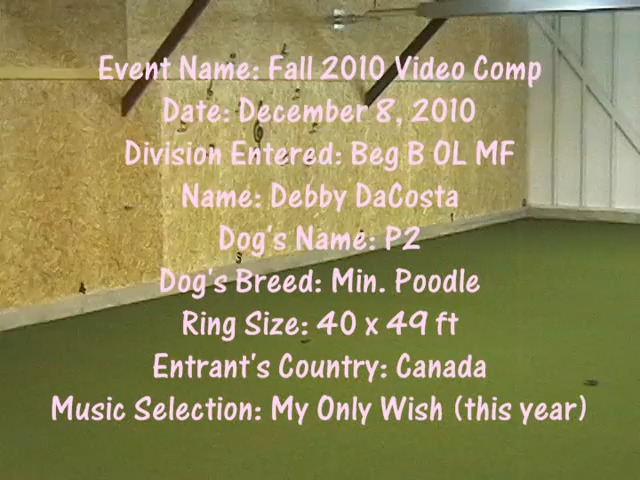 Event Name: Fall 2010 Video Comp
Date: December 8, 2010
Division Entered: Beg B OL MF
Name: Debby DaCosta
Dog's Name: P2
Dog's Breed: Min. Poodle
Ring Size: 40 x 49 ft
Entrant's Country: Canada
Music Selection: My Only Wish (this year)